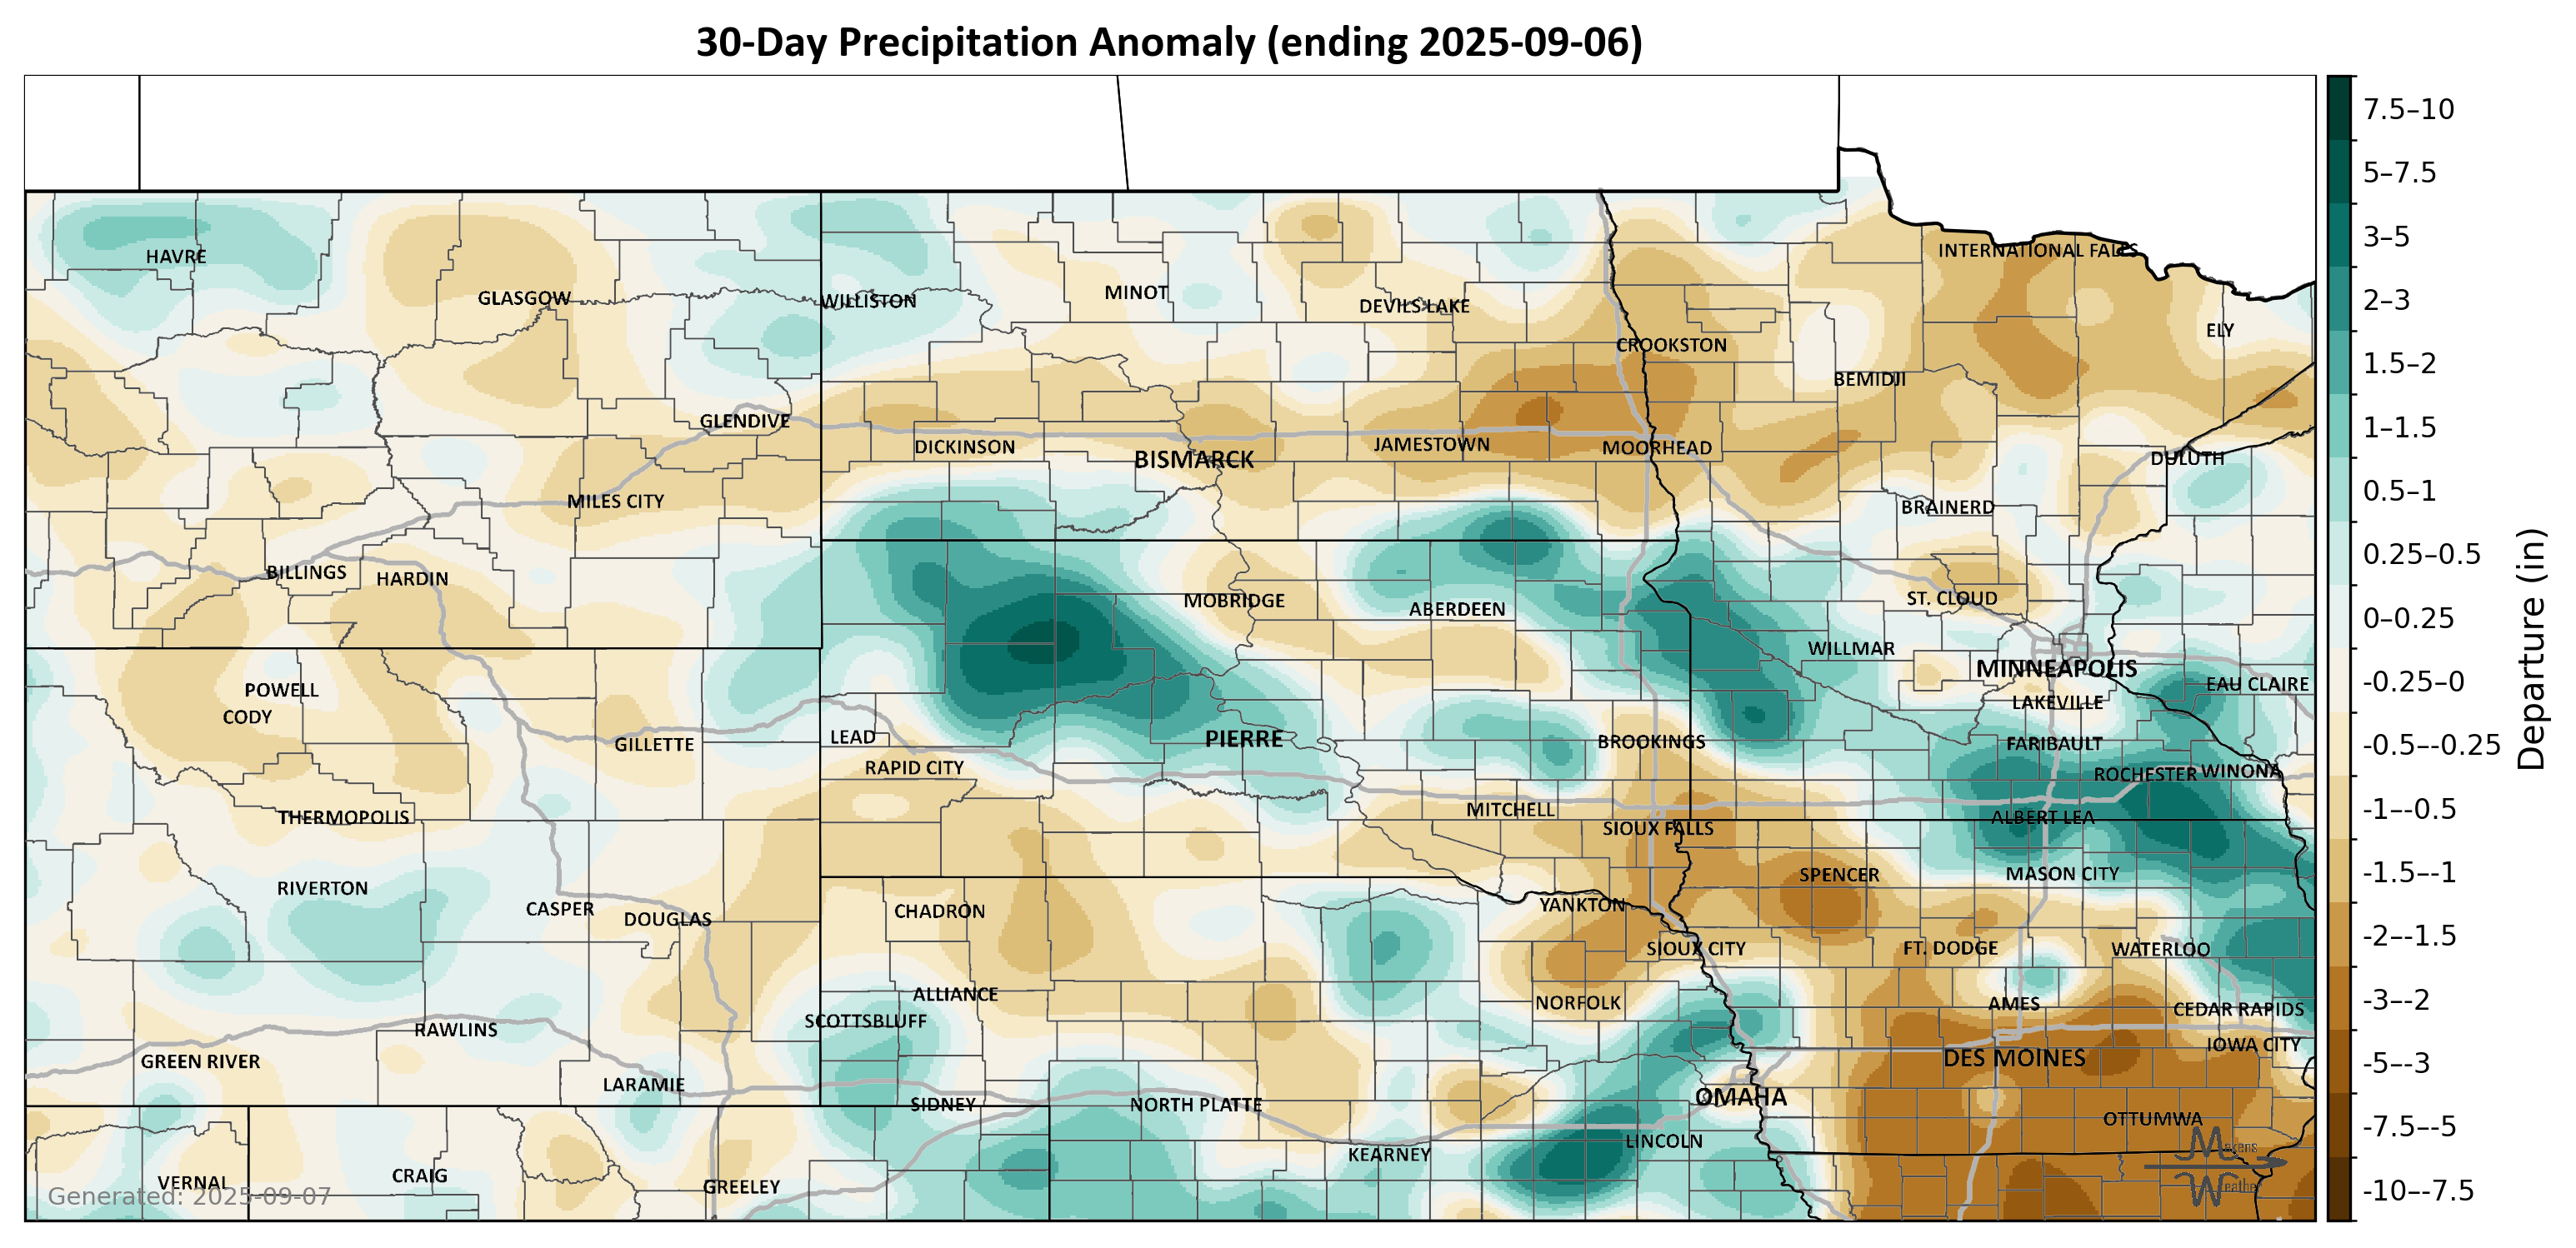 30-Day Precipitation Anomaly (ending 2025-09-06)
7.5–10
5–7.5
3–5
2–3
1.5–2
1–1.5
0.5–1
0.25–0.5
0–0.25
-0.25–0
-0.5–-0.25
-1–-0.5
-1.5–-1
-2–-1.5
-3–-2
-5–-3
-7.5–-5
-10–-7.5
Departure (in)
HAVRE
GLASGOW
WILLISTON
MINOT
DEVILS LAKE
INTERNATIONAL FALLS
ELY
CROOKSTON
BEMIDJI
GLENDIVE
DICKINSON
BISMARCK
JAMESTOWN
MOORHEAD
DULUTH
MILES CITY
BRAINERD
BILLINGS
HARDIN
MOBRIDGE
ABERDEEN
ST. CLOUD
WILLMAR
MINNEAPOLIS
POWELL
CODY
EAU CLAIRE
LAKEVILLE
GILLETTE
LEAD
PIERRE
BROOKINGS
FARIBAULT
RAPID CITY
ROCHESTER
WINONA
THERMOPOLIS
MITCHELL
SIOUX FALLS
ALBERT LEA
RIVERTON
SPENCER
MASON CITY
CASPER
DOUGLAS
CHADRON
YANKTON
SIOUX CITY
FT. DODGE
WATERLOO
ALLIANCE
NORFOLK
AMES
CEDAR RAPIDS
SCOTTSBLUFF
RAWLINS
GREEN RIVER
DES MOINES
IOWA CITY
LARAMIE
SIDNEY
NORTH PLATTE
OMAHA
OTTUMWA
LINCOLN
KEARNEY
VERNAL
CRAIG
GREELEY
Generated: 2025-09-07
Makens
Weather